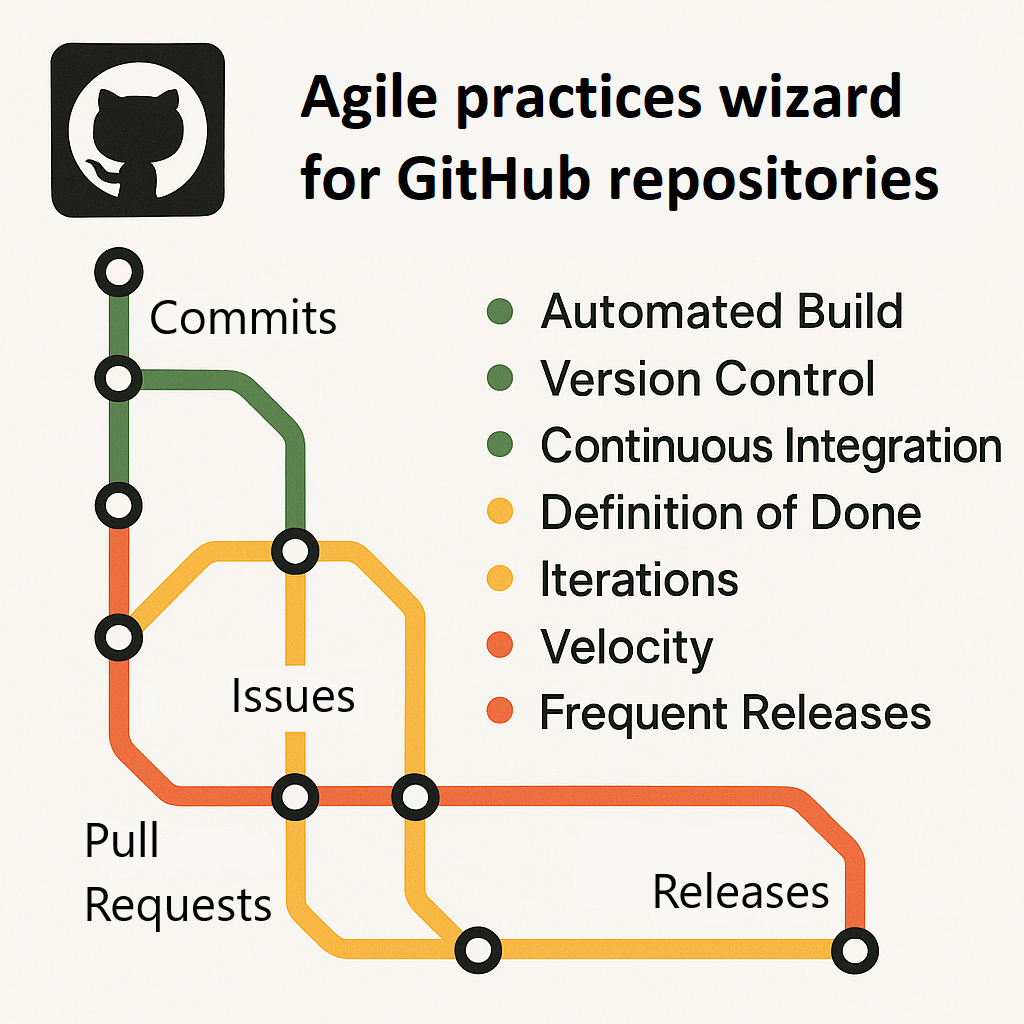 Agile practices wizard
for GitHub repositories
Commits
Automated Build
Version Control
Continuous Integration
Definition of Done
Iterations
Velocity
Frequent Releases
Issues
Pull
Requests
Releases